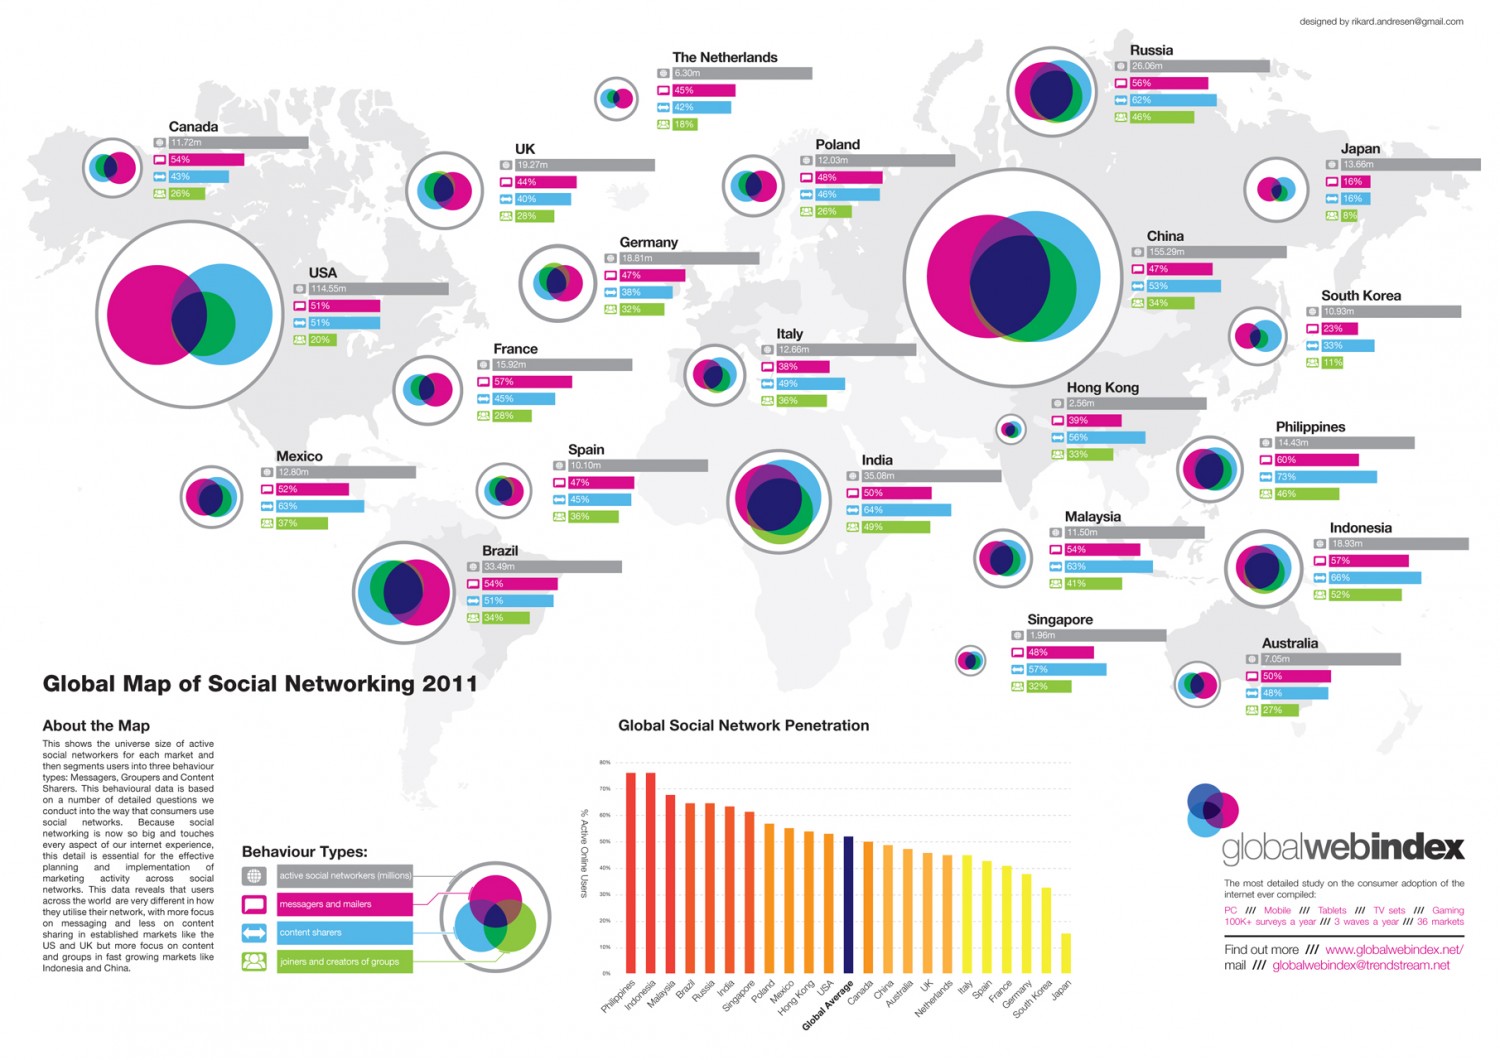 designed by rikard.andresen@gmail.com
The Netherlands
6.30m
45%
42%
18%
Russia
26.06m
56%
62%
46%
Canada
11.72m
54%
43%
26%
UK
19.27m
44%
40%
28%
Poland
12.03m
48%
46%
26%
Japan
13.66m
16%
16%
8%
USA
114.55m
51%
51%
20%
Germany
18.81m
47%
38%
32%
China
155.29m
47%
53%
34%
South Korea
10.93m
23%
33%
11%
France
15.92m
57%
45%
28%
Italy
12.66m
38%
49%
36%
Hong Kong
2.56m
39%
56%
33%
Philippines
14.43m
60%
73%
46%
Mexico
12.80m
52%
63%
37%
Spain
10.10m
47%
45%
36%
India
35.08m
50%
64%
49%
Malaysia
11.50m
54%
63%
41%
Indonesia
18.93m
57%
66%
52%
Brazil
33.49m
54%
51%
34%
Singapore
1.96m
48%
57%
32%
Australia
7.05m
50%
48%
27%
Global Map of Social Networking 2011
About the Map
This shows the universe size of active
social networkers for each market and
then segments users into three behaviour
types: Messagers, Groupers and Content
Sharers. This behavioural data is based
on a number of detailed questions we
conduct into the way that consumers use
social networks. Because social
networking is now so big and touches
every aspect of our internet experience,
this detail is essential for the effective
planning and implementation of
marketing activity across social
networks. This data reveals that users
across the world are very different in how
they utilise their network, with more focus
on messaging and less on content
sharing in established markets like the
US and UK but more focus on content
and groups in fast growing markets like
Indonesia and China.
Behaviour Types:
active social networkers (millions)
messagers and mailers
content sharers
joiners and creators of groups
Global Social Network Penetration
% Active Online Users
80%
70%
60%
50%
40%
30%
20%
10%
0%
Philippines
Indonesia
Malaysia
Brazil
Russia
India
Singapore
Poland
Mexico
Hong Kong
USA
Global Average
Canada
China
Australia
UK
Netherlands
Italy
Spain
France
Germany
South Korea
Japan
globalwebindex
The most detailed study on the consumer adoption of the
internet ever compiled:
PC /// Mobile /// Tablets /// TV sets /// Gaming
100K+ surveys a year /// 3 waves a year /// 36 markets
Find out more /// www.globalwebindex.net/
mail /// globalwebindex@trendstream.net